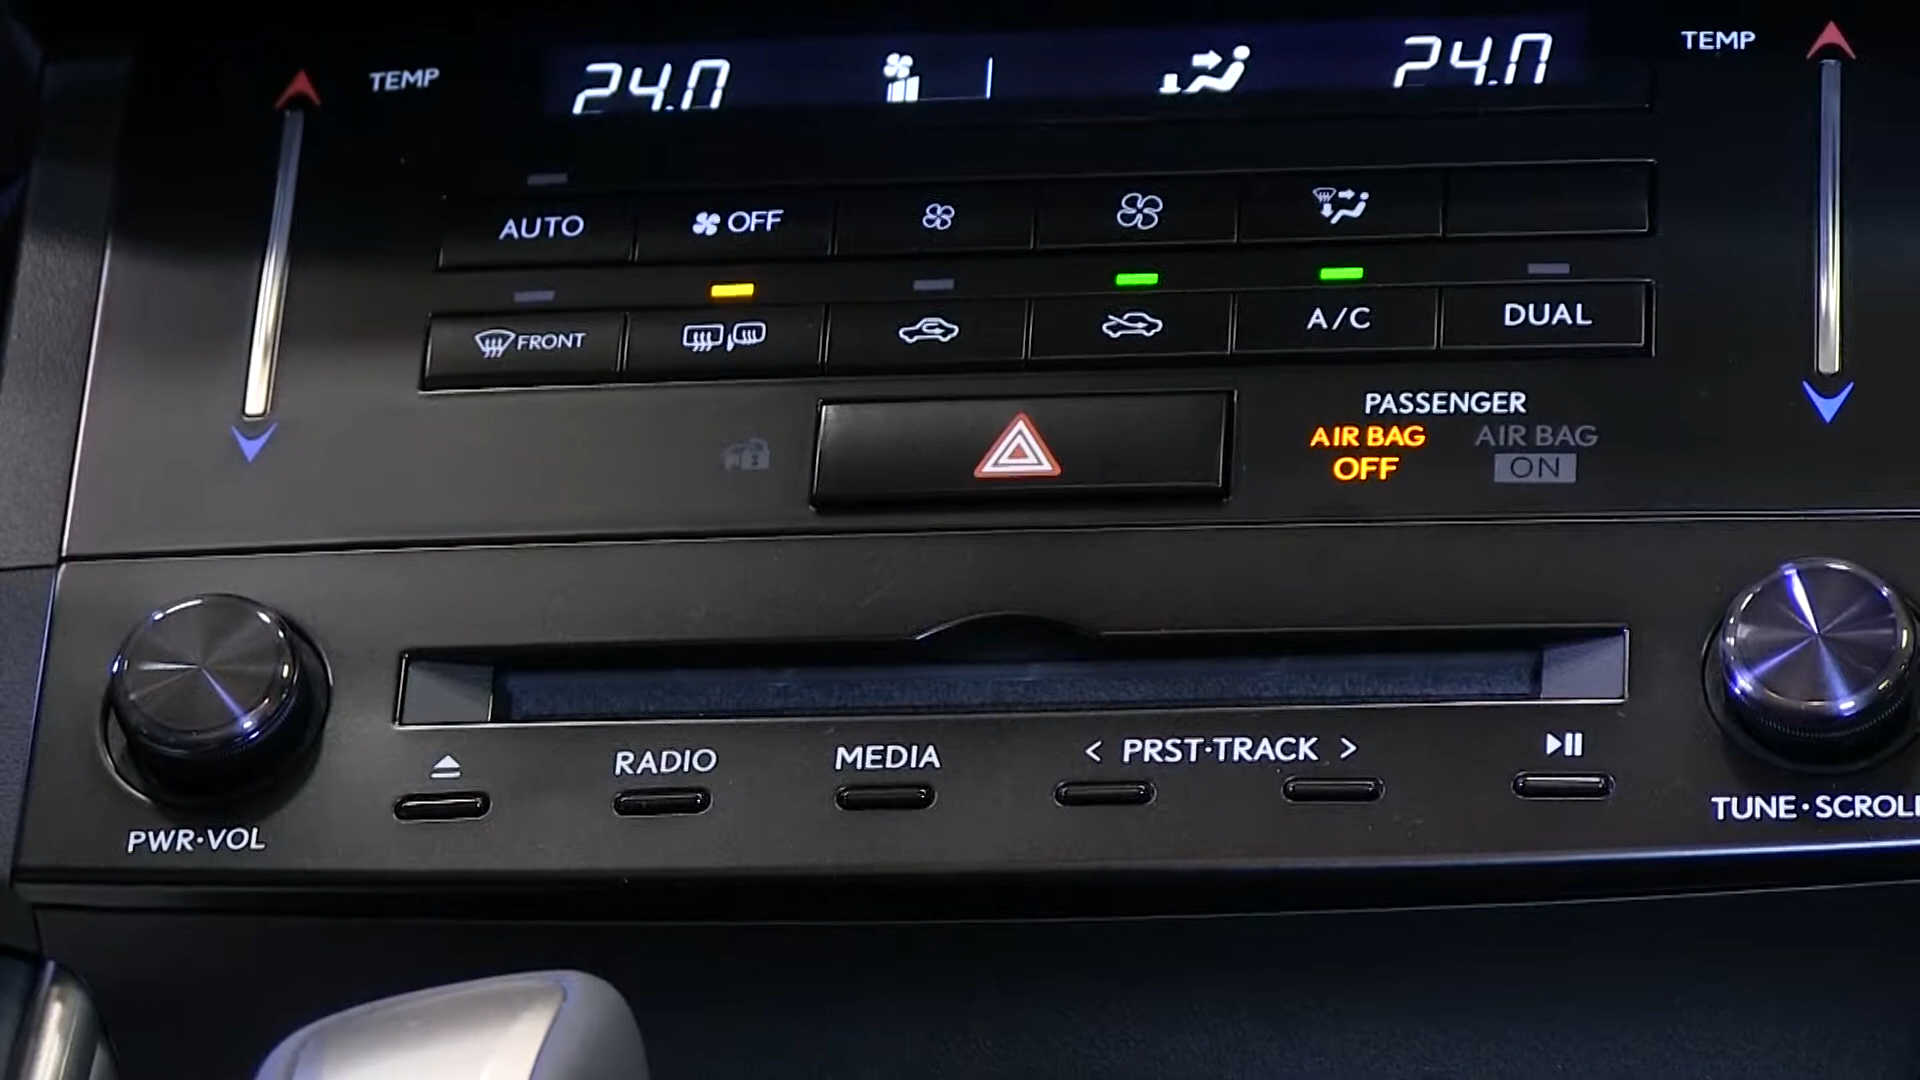 TEMP 24.0 24.0 TEMP
AUTO OFF
FRONT A/C DUAL
PASSENGER
AIR BAG OFF AIR BAG ON
RADIO MEDIA < PRST·TRACK >
PWR·VOL TUNE·SCROLL